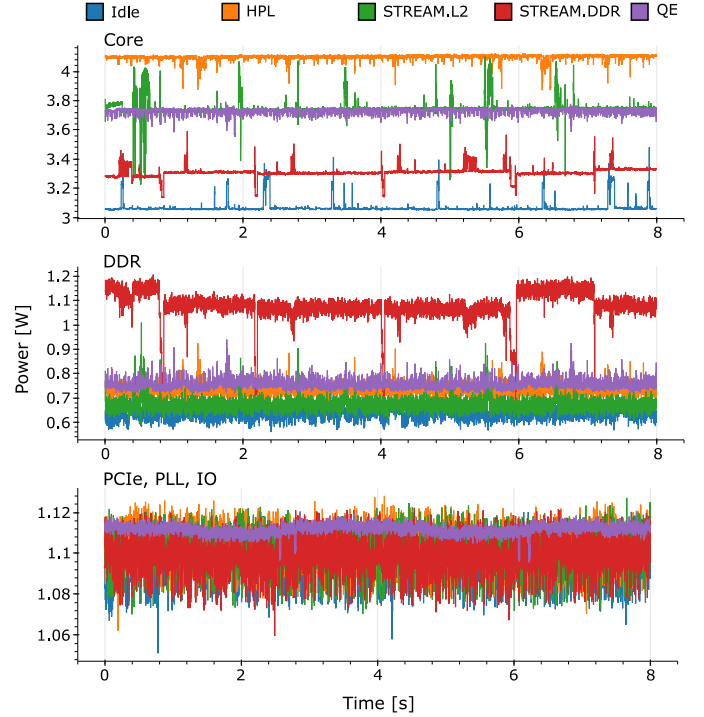 Idle HPL STREAM.L2 STREAM.DDR QE
Core
4
3.8
3.6
3.4
3.2
3
0 2 4 6 8
DDR
1.2
1.1
1
0.9
0.8
0.7
0.6
0 2 4 6 8
Power [W]
PCIe, PLL, IO
1.12
1.1
1.08
1.06
0 2 4 6 8
Time [s]